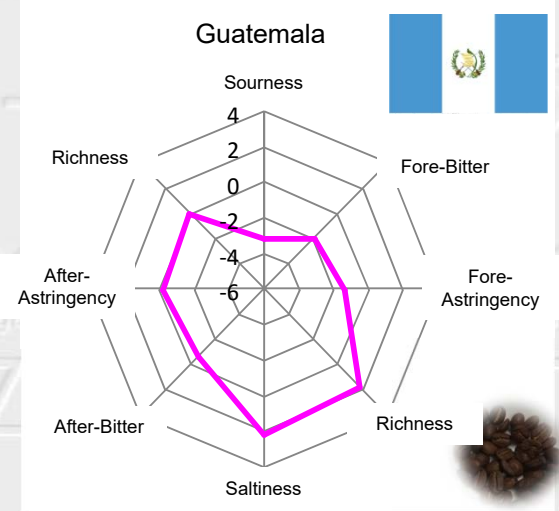 Guatemala
Sourness
4
2
0
-2
-4
-6
Richness
Fore-Bitter
After-
Astringency
Fore-
Astringency
After-Bitter
Richness
Saltiness